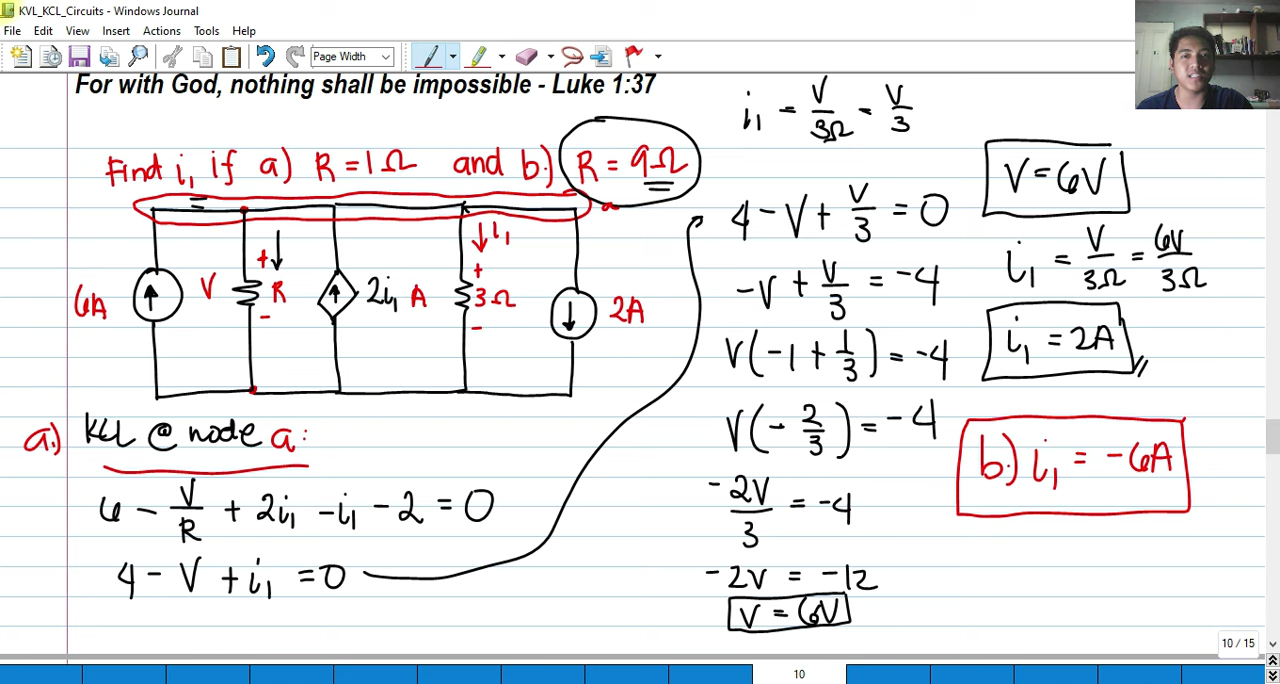 KVL_KCL_Circuits - Windows Journal
File Edit View Insert Actions Tools Help
Page Width
For with God, nothing shall be impossible - Luke 1:37
Find i₁ if a) R = 1Ω and b.) R = 9Ω
a
6A
V
+
R
-
2i₁ A
i₁
+
3Ω
-
2A
a.) KCL @ node a:
6 - V/R + 2i₁ - i₁ - 2 = 0
4 - V + i₁ = 0
i₁ = V/3Ω = V/3
4 - V + V/3 = 0
-V + V/3 = -4
V(-1 + 1/3) = -4
V(-2/3) = -4
-2V/3 = -4
-2V = -12
V = 6V
V = 6V
i₁ = V/3Ω = 6V/3Ω
i₁ = 2A
b.) i₁ = -6A
10 / 15
10